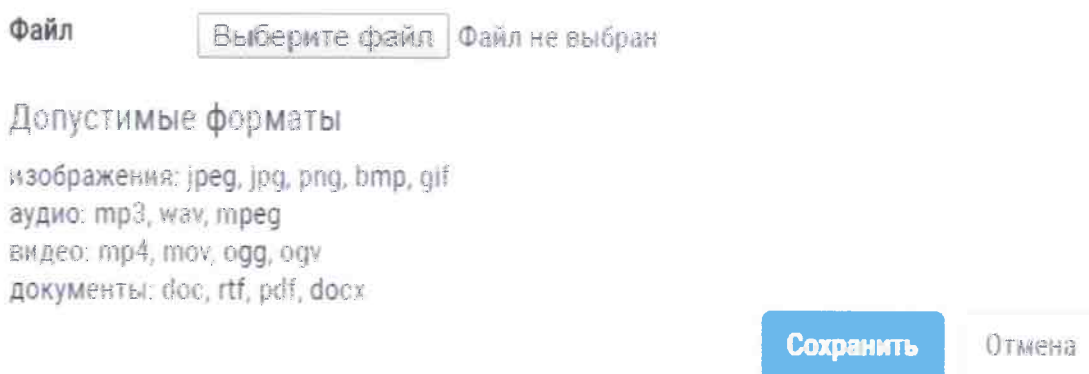 Файл Выберите файл Файл не выбран
Допустимые форматы
изображения: jpeg, jpg, png, bmp, gif
аудио: mp3, wav, mpeg
видео: mp4, mov, ogg, ogv
документы: doc, rtf, pdf, docx
Сохранить Отмена